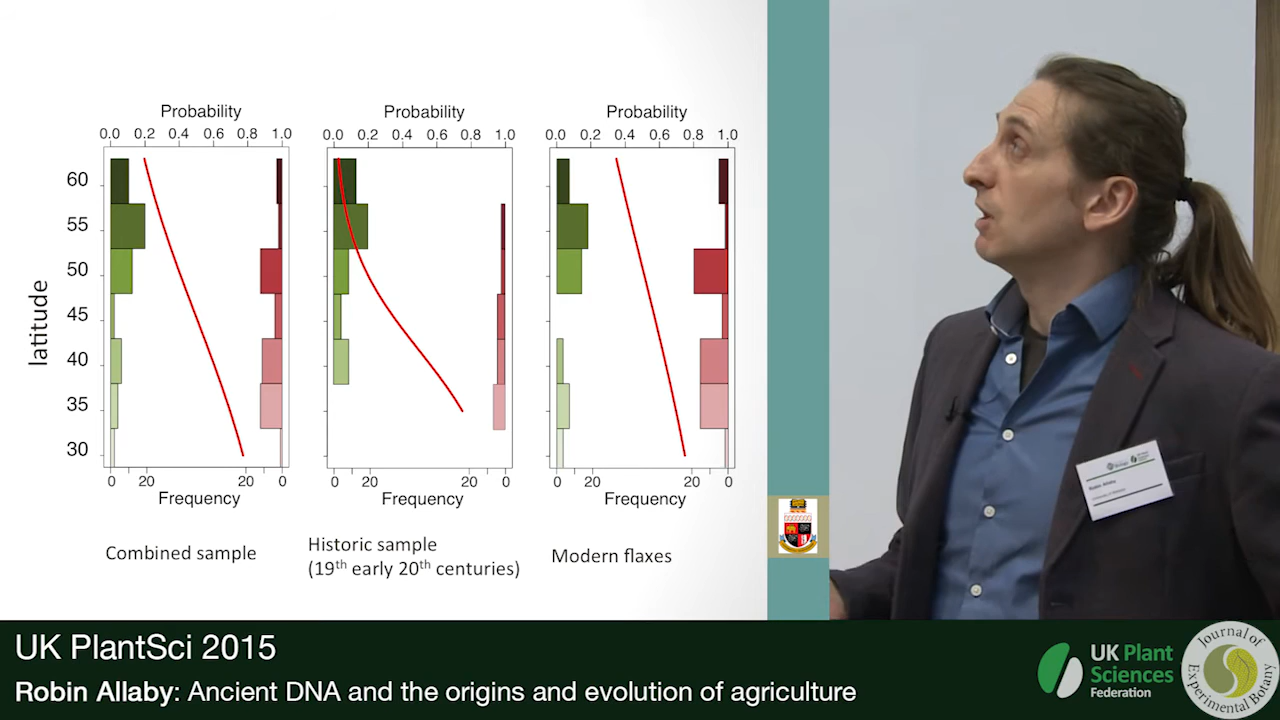 Probability
0.0 0.2 0.4 0.6 0.8 1.0
Probability
0.0 0.2 0.4 0.6 0.8 1.0
Probability
0.0 0.2 0.4 0.6 0.8 1.0
latitude
60
55
50
45
40
35
30
0 20 20 0
Frequency
0 20 20 0
Frequency
0 20 20 0
Frequency
Combined sample
Historic sample
(19th early 20th centuries)
Modern flaxes
Robin Allaby
UK PlantSci 2015
Robin Allaby: Ancient DNA and the origins and evolution of agriculture
UK Plant
Sciences
Federation
Journal of
Experimental Botany